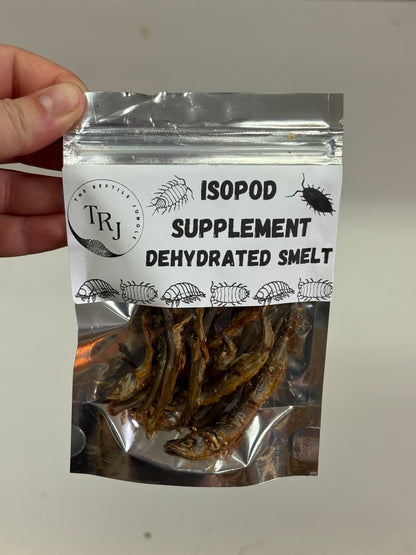 THE REPTILE JUNGLE
TRJ
ISOPOD
SUPPLEMENT
DEHYDRATED SMELT